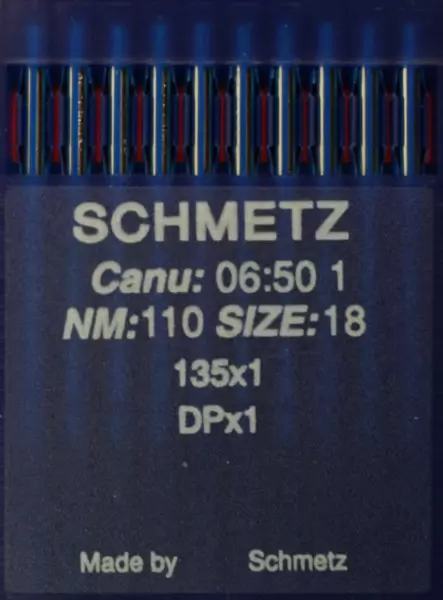 SCHMETZ
Canu: 06:50 1
NM:110 SIZE:18
135x1
DPx1
Made by Schmetz